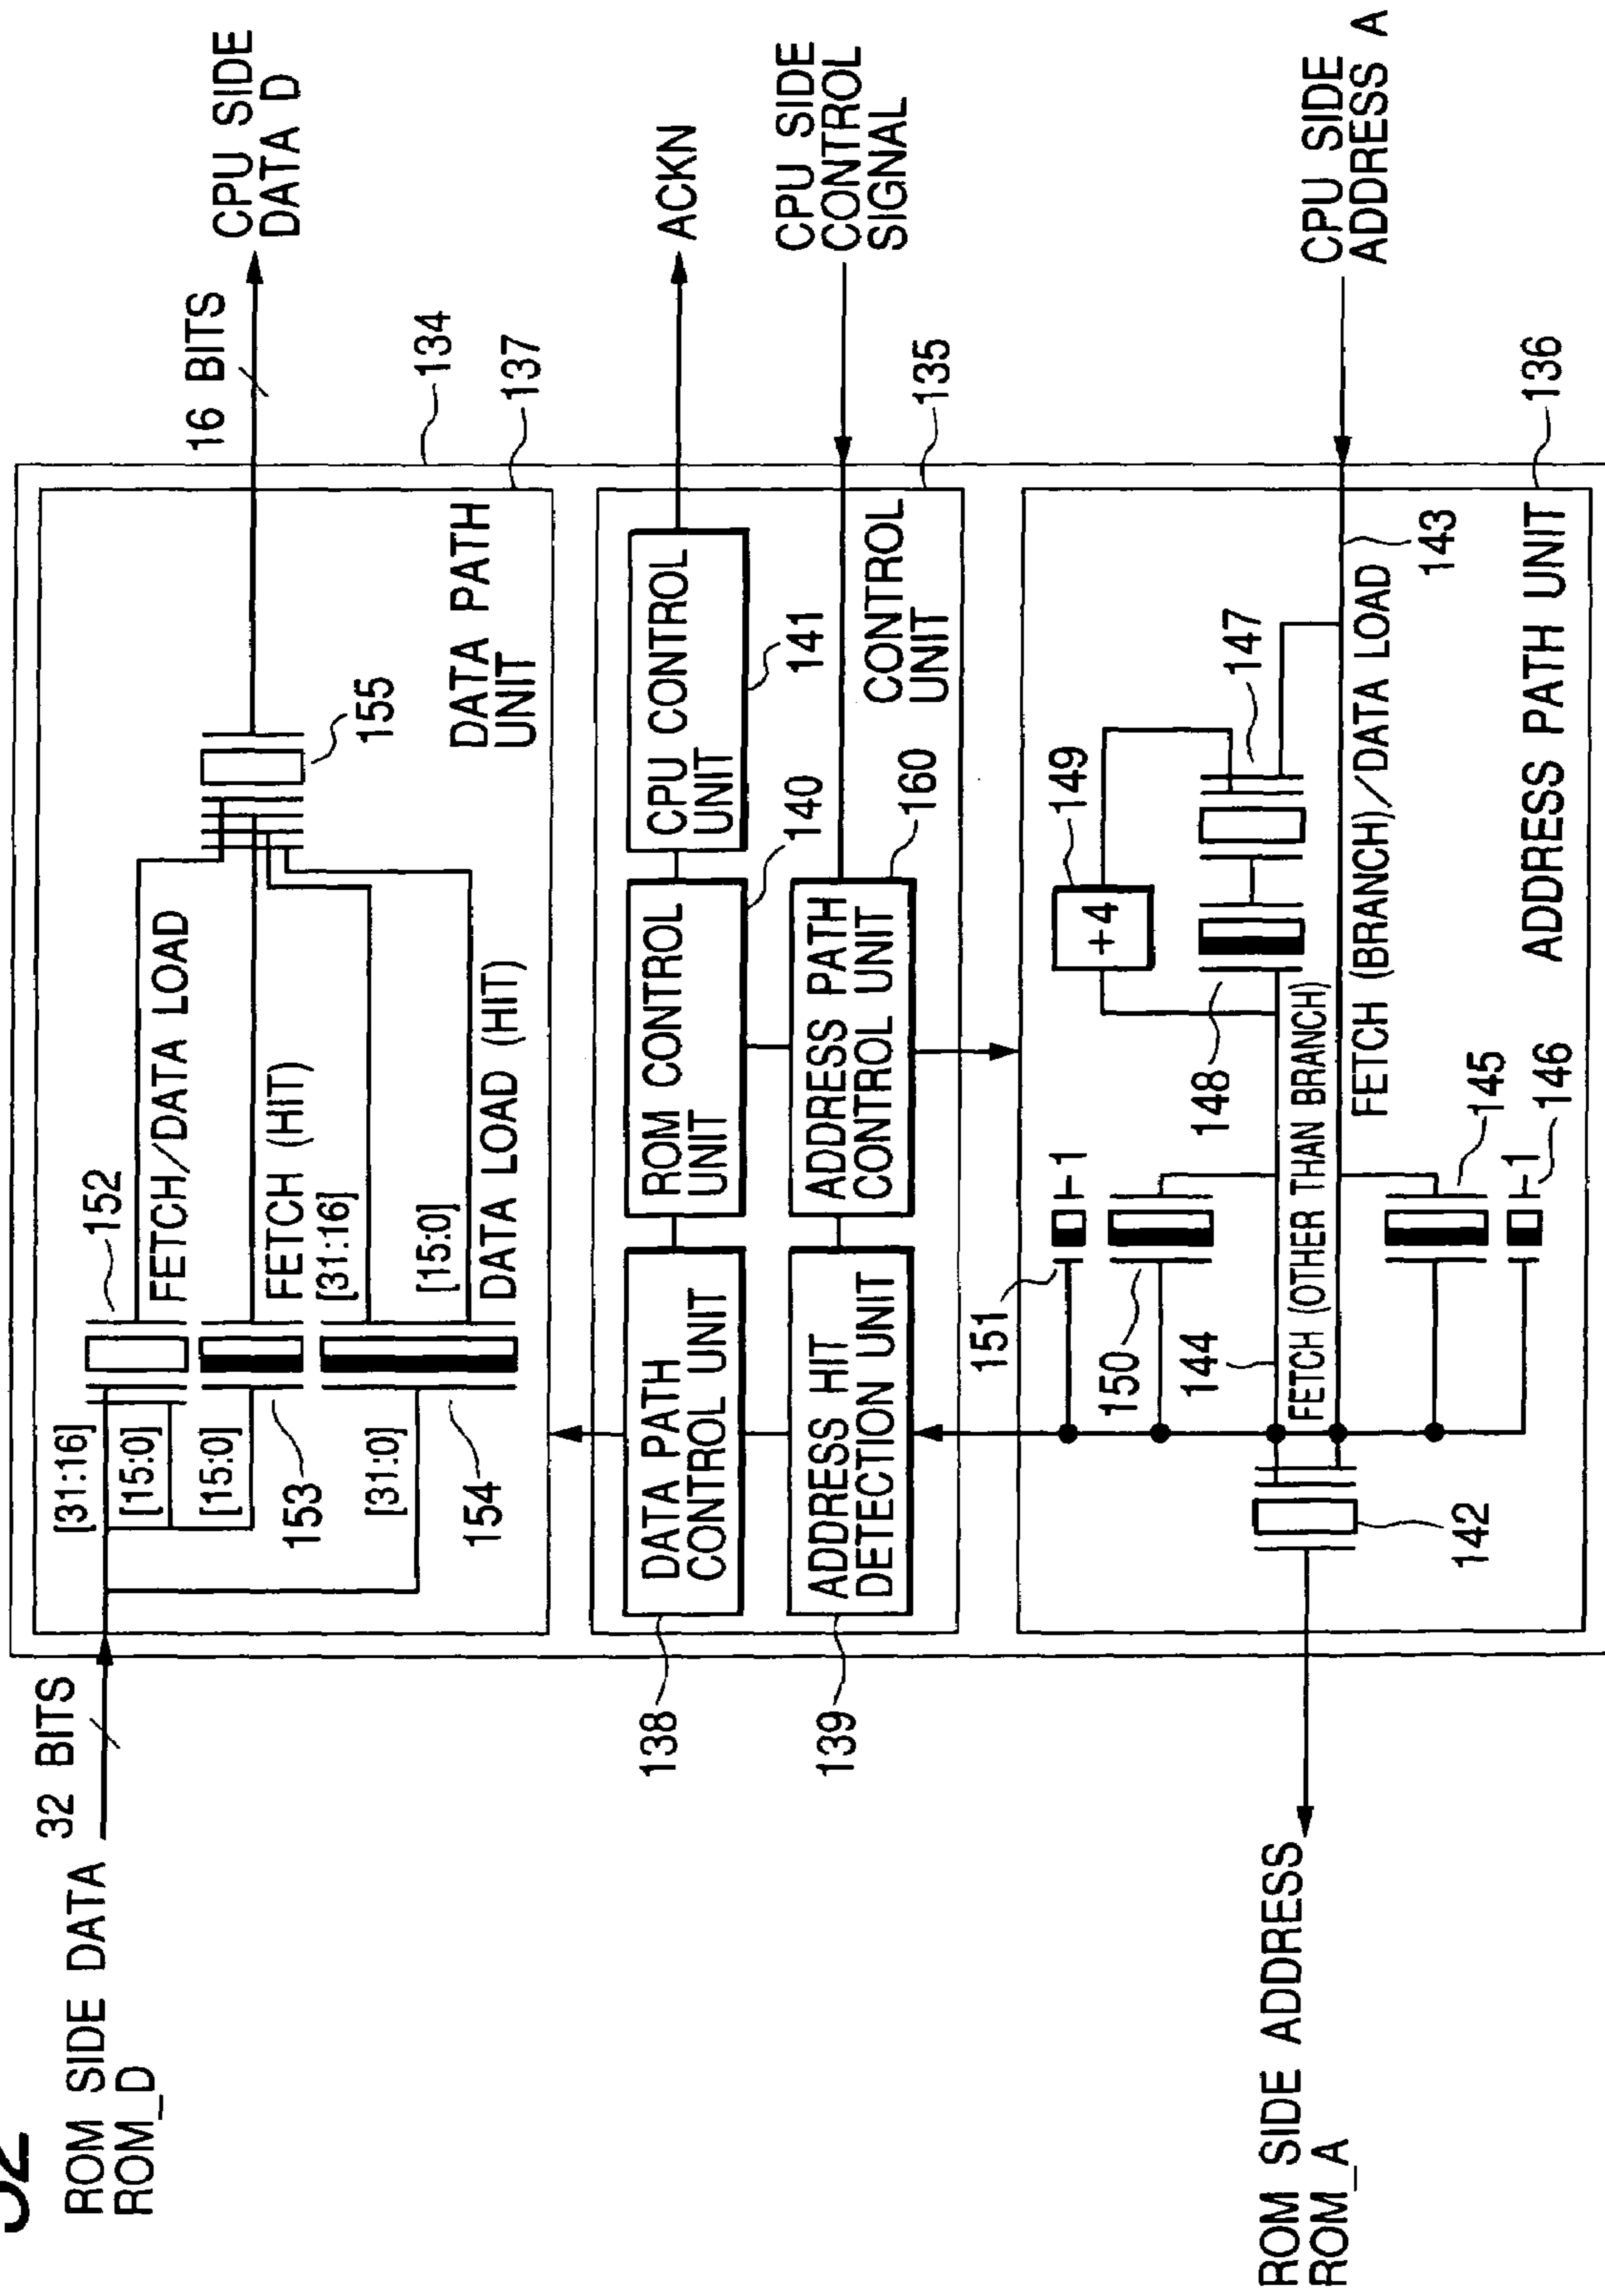 32
ROM SIDE DATA
ROM_D
32 BITS
16 BITS
CPU SIDE
DATA D
134
137
[31:16]
[15:0]
[15:0]
[31:0]
152
153
154
155
FETCH/DATA LOAD
FETCH (HIT)
[31:16]
[15:0]
DATA LOAD (HIT)
DATA PATH
UNIT
ACKN
CPU SIDE
CONTROL
SIGNAL
135
138
DATA PATH
CONTROL UNIT
ROM CONTROL
UNIT
140
CPU CONTROL
UNIT
141
139
ADDRESS HIT
DETECTION UNIT
ADDRESS PATH
CONTROL UNIT
160
CONTROL
UNIT
CPU SIDE
ADDRESS A
136
151
1
150
144
149
+4
148
147
FETCH (OTHER THAN BRANCH)
FETCH (BRANCH)/DATA LOAD
143
145
1
146
142
ADDRESS PATH UNIT
ROM SIDE ADDRESS
ROM_A